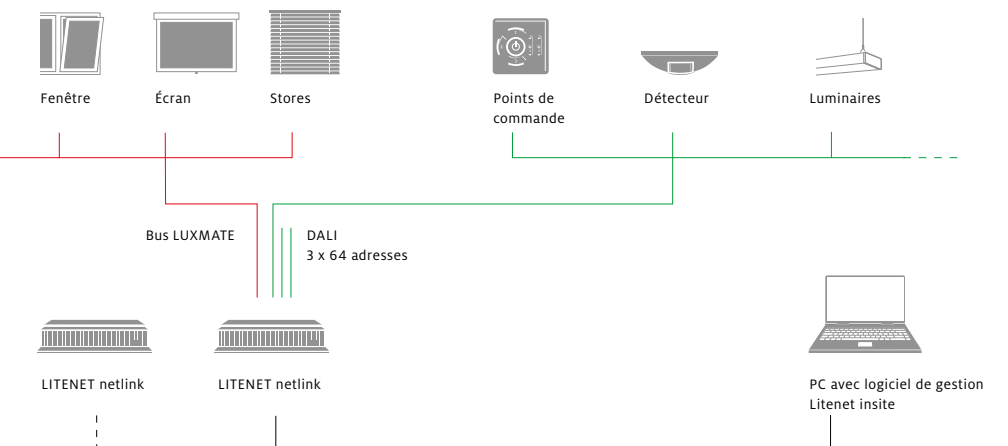 Fenêtre
Écran
Stores
Points de
commande
Détecteur
Luminaires
Bus LUXMATE
DALI
3 x 64 adresses
LITENET netlink
LITENET netlink
PC avec logiciel de gestion
Litenet insite